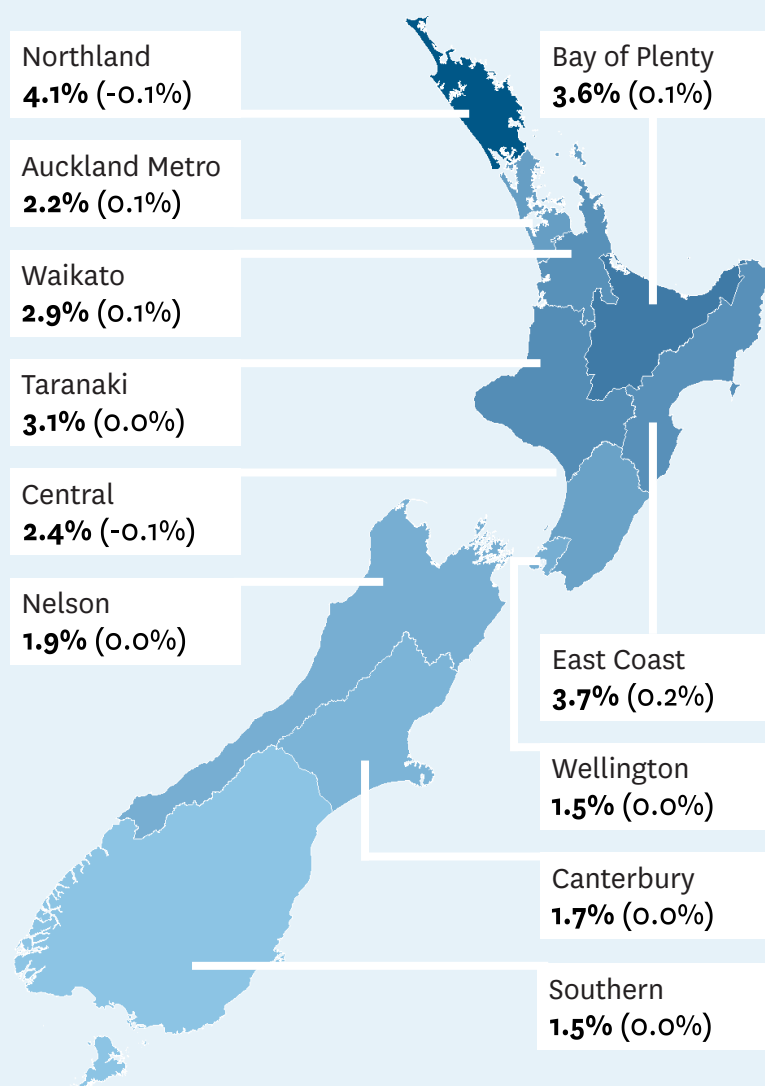 Northland
4.1% (-0.1%)
Bay of Plenty
3.6% (0.1%)
Auckland Metro
2.2% (0.1%)
Waikato
2.9% (0.1%)
Taranaki
3.1% (0.0%)
Central
2.4% (-0.1%)
Nelson
1.9% (0.0%)
East Coast
3.7% (0.2%)
Wellington
1.5% (0.0%)
Canterbury
1.7% (0.0%)
Southern
1.5% (0.0%)